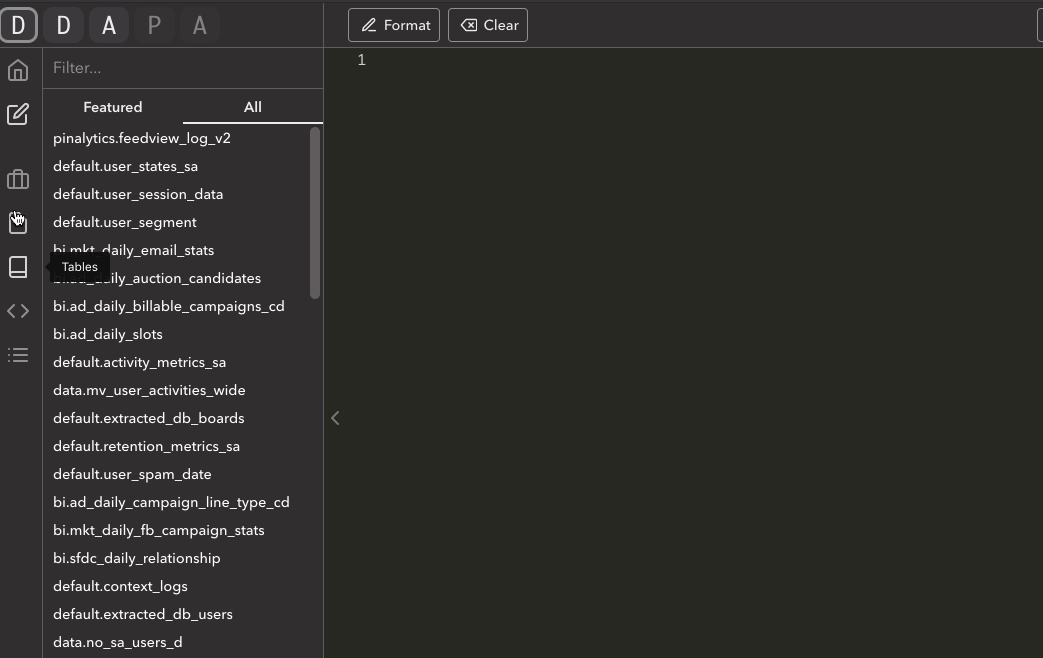 D D A P A
Format Clear
Filter...
1
Featured All
pinalytics.feedview_log_v2
default.user_states_sa
default.user_session_data
default.user_segment
bi.mkt_daily_email_stats
Tables
daily_auction_candidates
bi.ad_daily_billable_campaigns_cd
bi.ad_daily_slots
default.activity_metrics_sa
data.mv_user_activities_wide
default.extracted_db_boards
default.retention_metrics_sa
default.user_spam_date
bi.ad_daily_campaign_line_type_cd
bi.mkt_daily_fb_campaign_stats
bi.sfdc_daily_relationship
default.context_logs
default.extracted_db_users
data.no_sa_users_d